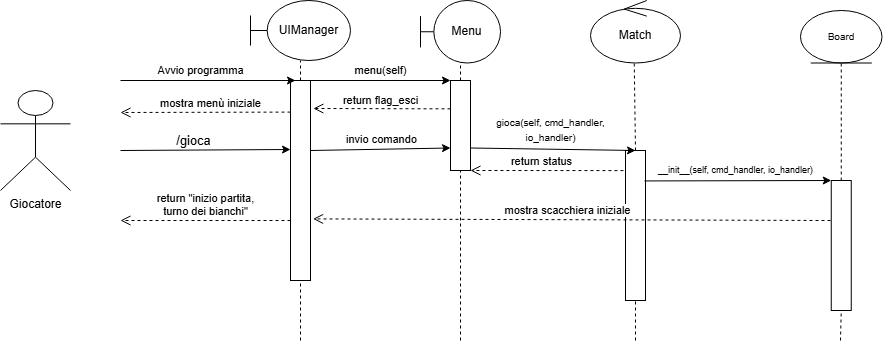 UIManager
Menu
Match
Board
Avvio programma
menu(self)
mostra menù iniziale
return flag_esci
gioca(self, cmd_handler,
io_handler)
/gioca
invio comando
return status
__init__(self, cmd_handler, io_handler)
Giocatore
return "inizio partita,
turno dei bianchi"
mostra scacchiera iniziale